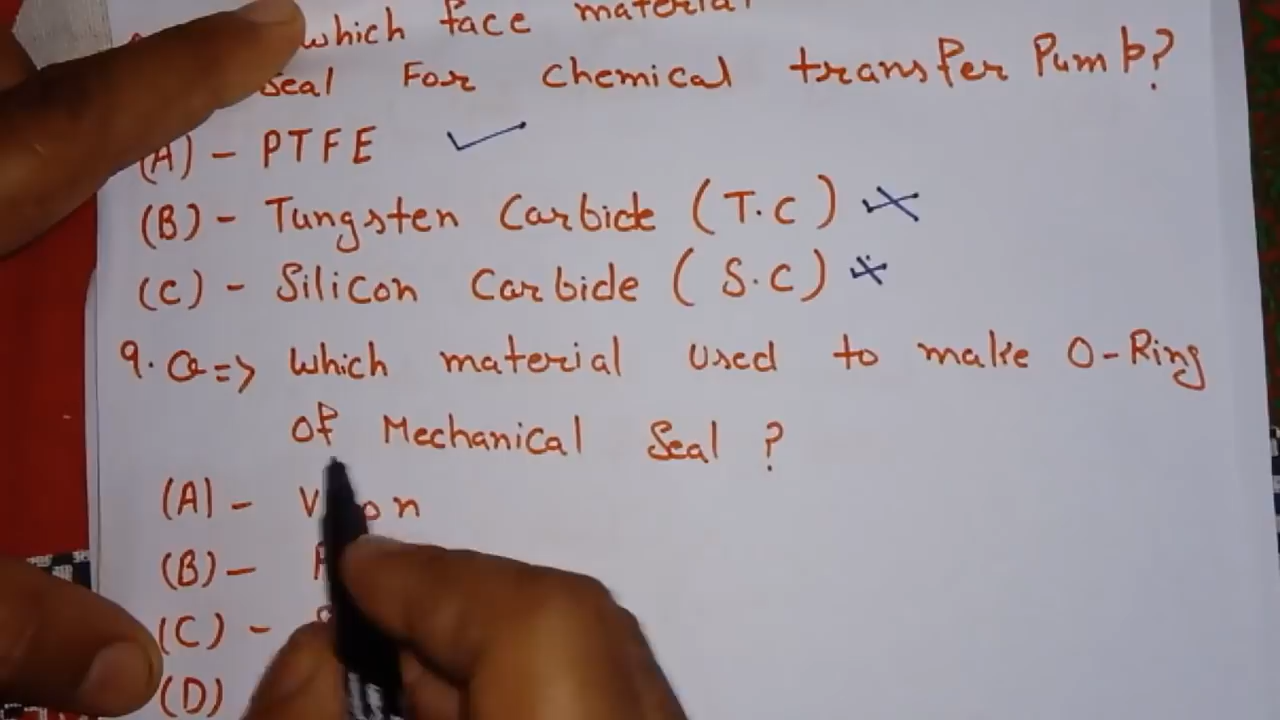 which face material
Seal For chemical transfer Pump?
(A) - PTFE
(B) - Tungsten Carbide (T.C)
(C) - Silicon Carbide (S.C)
9. Q=> Which material used to make O-Ring
Of Mechanical Seal ?
(A) -
(B) -
(C) -
(D)